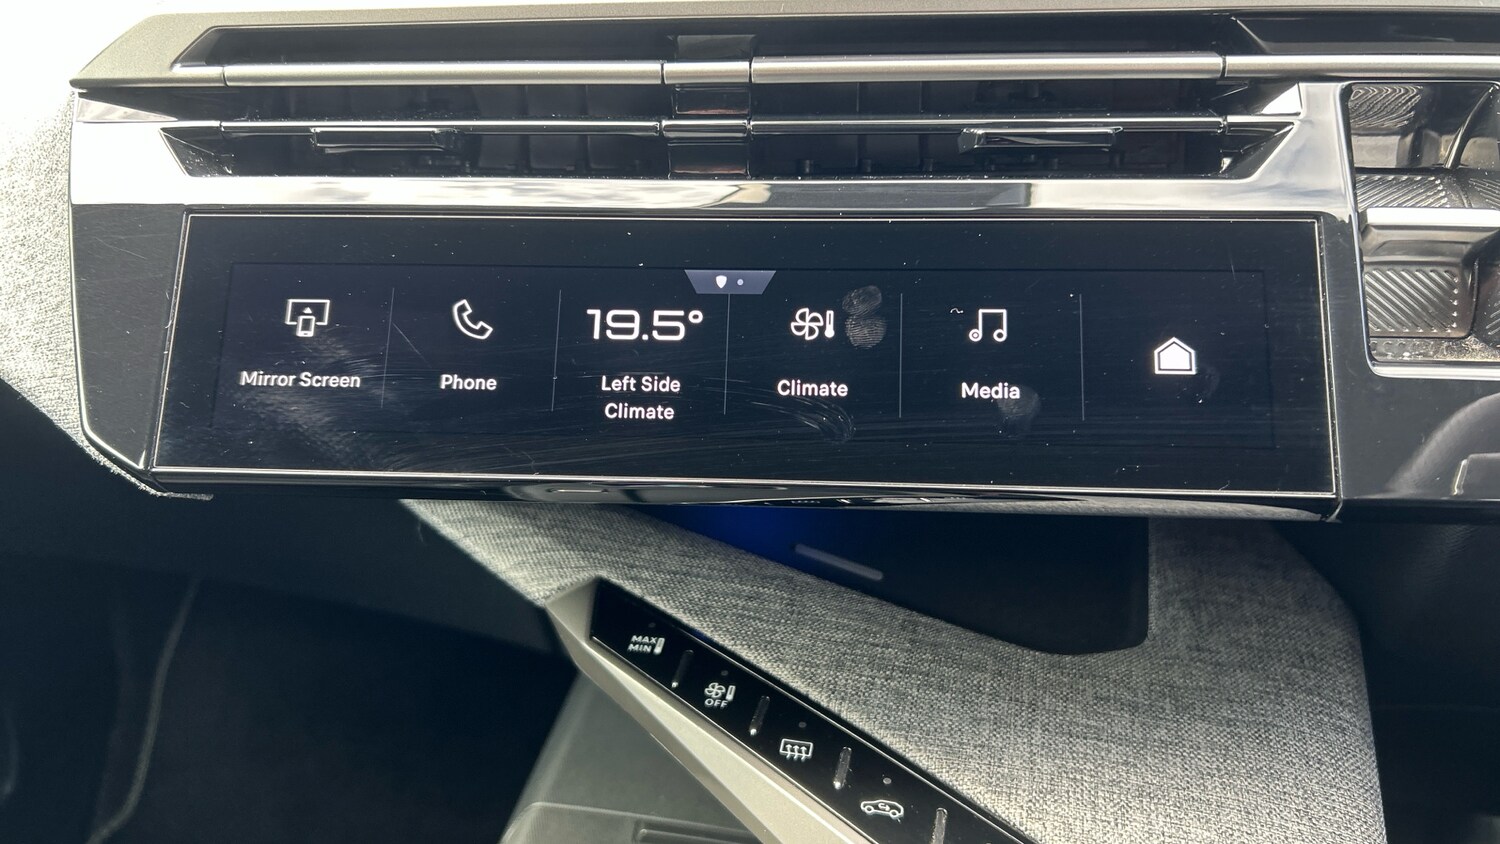 19.5°
Mirror Screen
Phone
Left Side
Climate
Climate
Media
MAX
MIN
OFF